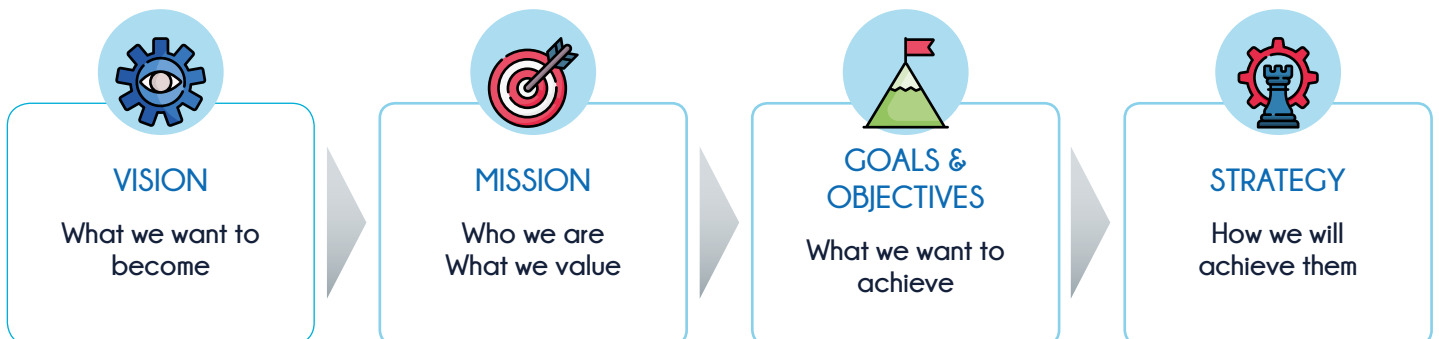 VISION
What we want to
become
MISSION
Who we are
What we value
GOALS &
OBJECTIVES
What we want to
achieve
STRATEGY
How we will
achieve them